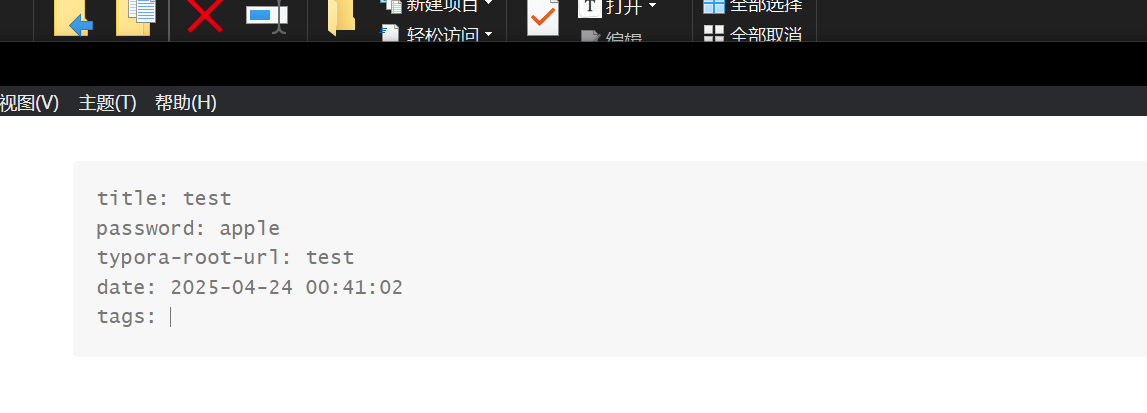 新建项目
轻松访问
T 打开
编辑
全部选择
全部取消
视图(V) 主题(T) 帮助(H)
title: test
password: apple
typora-root-url: test
date: 2025-04-24 00:41:02
tags: